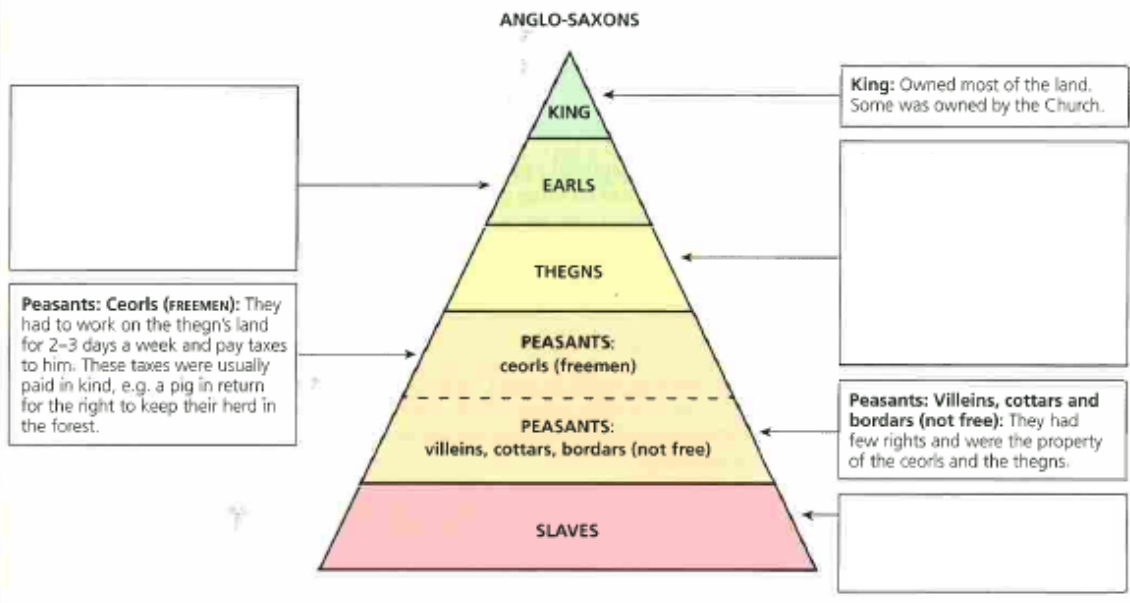 ANGLO-SAXONS
King: Owned most of the land.
Some was owned by the Church.
KING
EARLS
THEGNS
Peasants: Ceorls (FREEMEN): They
had to work on the thegn's land
for 2–3 days a week and pay taxes
to him. These taxes were usually
paid in kind, e.g. a pig in return
for the right to keep their herd in
the forest.
PEASANTS:
ceorls (freemen)
PEASANTS:
villeins, cottars, bordars (not free)
Peasants: Villeins, cottars and
bordars (not free): They had
few rights and were the property
of the ceorls and the thegns.
SLAVES